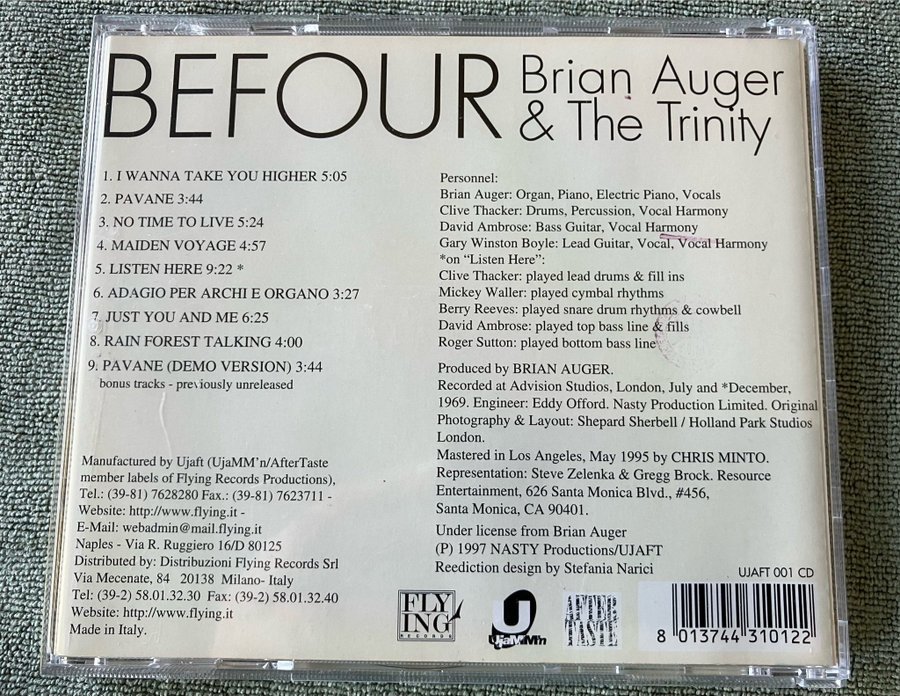 BEFOUR
Brian Auger
& The Trinity
1. I WANNA TAKE YOU HIGHER 5:05
2. PAVANE 3:44
3. NO TIME TO LIVE 5:24
4. MAIDEN VOYAGE 4:57
5. LISTEN HERE 9:22 *
6. ADAGIO PER ARCHI E ORGANO 3:27
7. JUST YOU AND ME 6:25
8. RAIN FOREST TALKING 4:00
9. PAVANE (DEMO VERSION) 3:44
bonus tracks - previously unreleased
Manufactured by Ujaft (UjaMM'n/AfterTaste
member labels of Flying Records Productions),
Tel.: (39-81) 7628280 Fax.: (39-81) 7623711 -
Website: http://www.flying.it -
E-Mail: webadmin@mail.flying.it
Naples - Via R. Ruggiero 16/D 80125
Distributed by: Distribuzioni Flying Records Srl
Via Mecenate, 84 20138 Milano- Italy
Tel: (39-2) 58.01.32.30 Fax: (39-2) 58.01.32.40
Website: http://www.flying.it
Made in Italy.
Personnel:
Brian Auger: Organ, Piano, Electric Piano, Vocals
Clive Thacker: Drums, Percussion, Vocal Harmony
David Ambrose: Bass Guitar, Vocal Harmony
Gary Winston Boyle: Lead Guitar, Vocal, Vocal Harmony
*on "Listen Here":
Clive Thacker: played lead drums & fill ins
Mickey Waller: played cymbal rhythms
Berry Reeves: played snare drum rhythms & cowbell
David Ambrose: played top bass line & fills
Roger Sutton: played bottom bass line
Produced by BRIAN AUGER.
Recorded at Advision Studios, London, July and *December,
1969. Engineer: Eddy Offord. Nasty Production Limited. Original
Photography & Layout: Shepard Sherbell / Holland Park Studios
London.
Mastered in Los Angeles, May 1995 by CHRIS MINTO.
Representation: Steve Zelenka & Gregg Brock. Resource
Entertainment, 626 Santa Monica Blvd., #456,
Santa Monica, CA 90401.
Under license from Brian Auger
(P) 1997 NASTY Productions/UJAFT
Reediction design by Stefania Narici
UJAFT 001 CD
FLY
ING
RECORDS
U
UjaMM'n
AFTER
TASTE
8 013744 310122